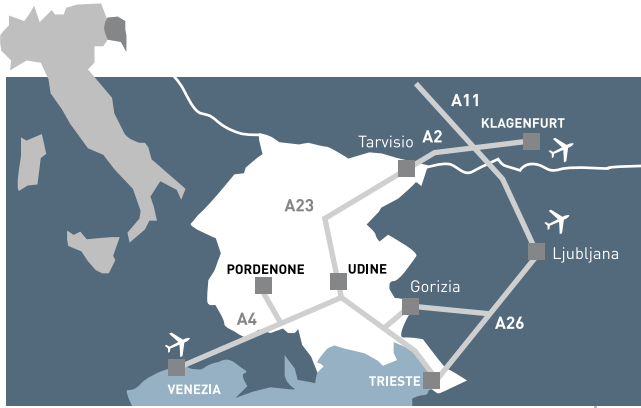 A11
KLAGENFURT
Tarvisio
A2
A23
Ljubljana
PORDENONE
UDINE
Gorizia
A4
A26
TRIESTE
VENEZIA